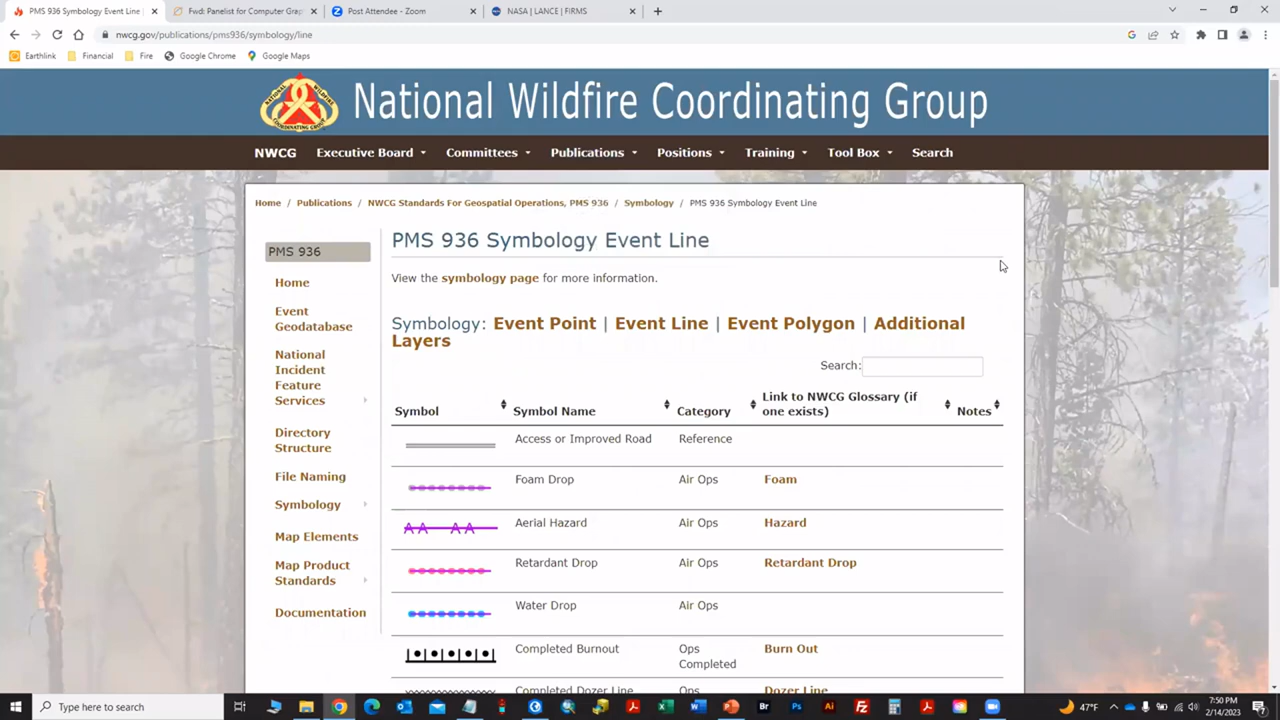 PMS 936 Symbology Event Line
Fwd: Panelist for Computer Grap
Post Attendee - Zoom
NASA | LANCE | FIRMS
nwcg.gov/publications/pms936/symbology/line
Earthlink Financial Fire Google Chrome Google Maps
National Wildfire Coordinating Group
NWCG Executive Board Committees Publications Positions Training Tool Box Search
Home / Publications / NWCG Standards For Geospatial Operations, PMS 936 / Symbology / PMS 936 Symbology Event Line
PMS 936
Home
Event
Geodatabase
National
Incident
Feature
Services
Directory
Structure
File Naming
Symbology
Map Elements
Map Product
Standards
Documentation
PMS 936 Symbology Event Line
View the symbology page for more information.
Symbology: Event Point | Event Line | Event Polygon | Additional
Layers
Search:
Symbol Symbol Name Category Link to NWCG Glossary (if
one exists) Notes
Access or Improved Road Reference
Foam Drop Air Ops Foam
A A A A Aerial Hazard Air Ops Hazard
Retardant Drop Air Ops Retardant Drop
Water Drop Air Ops
Completed Burnout Ops
Completed Burn Out
Completed Dozer Line Ops Dozer Line
Type here to search
47°F
7:50 PM
2/14/2023